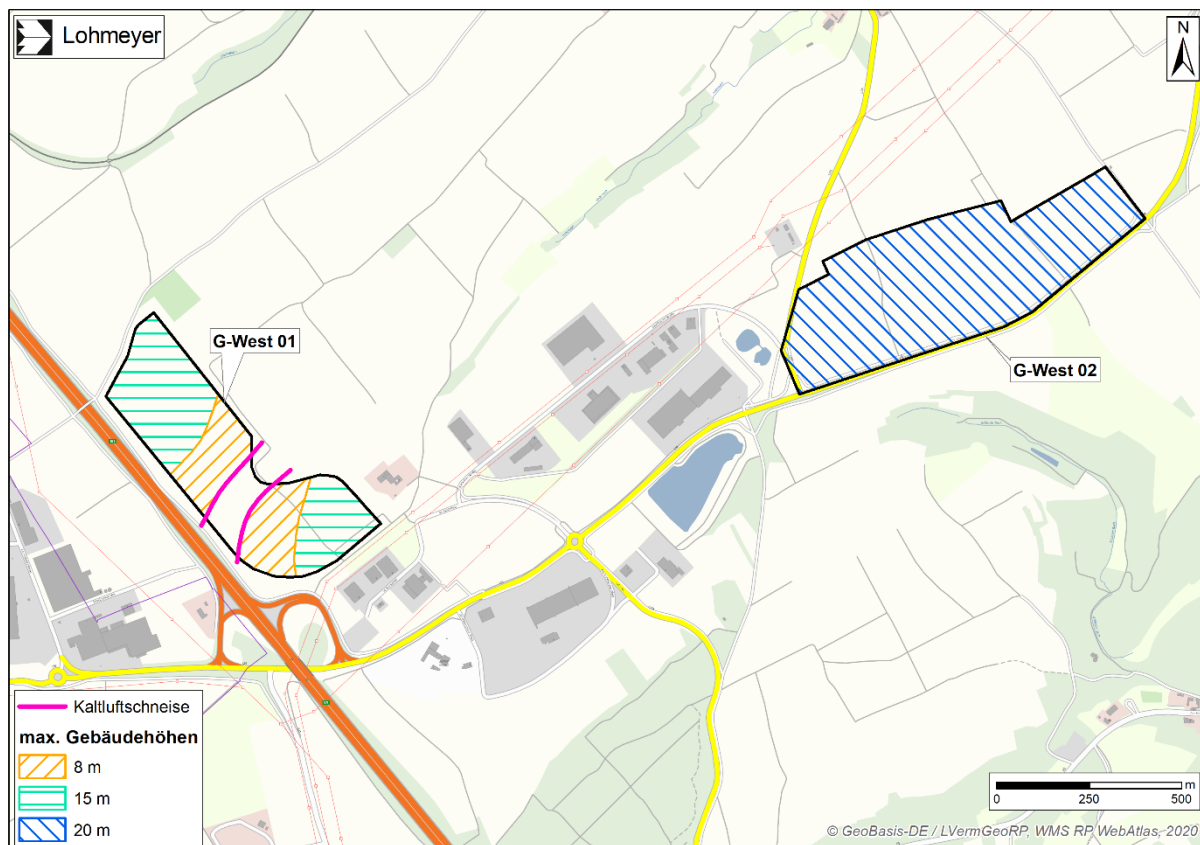 Lohmeyer
N
G-West 01
G-West 02
Kaltluftschneise
max. Gebäudehöhen
8 m
15 m
20 m
m
0 250 500
© GeoBasis-DE / LVermGeoRP, WMS RP WebAtlas, 2020